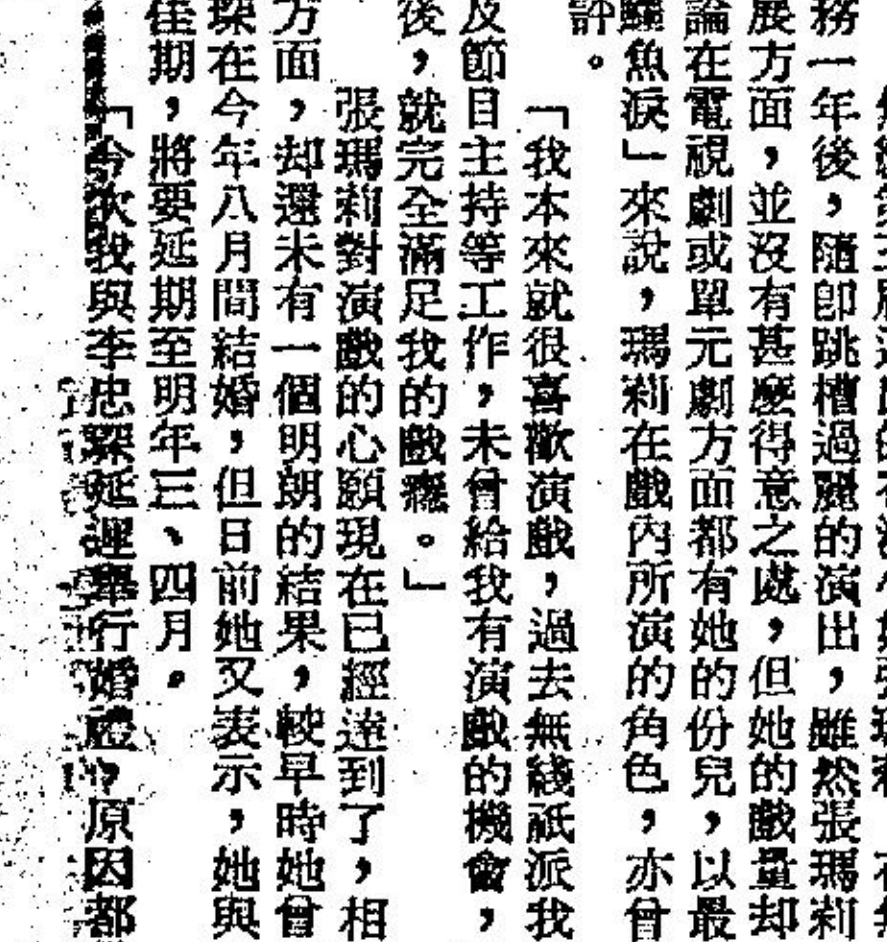 務一年後，隨即跳槽過麗的演出，雖然張瑪莉
展方面，並沒有甚麼得意之處，但她的戲量却
論在電視劇或單元劇方面都有她的份兒，以最
鱷魚淚」來說，瑪莉在戲內所演的角色，亦曾
評。
「我本來就很喜歡演戲，過去無綫祇派我
及節目主持等工作，未曾給我有演戲的機會，
後，就完全滿足我的戲癮。」
張瑪莉對演戲的心願現在已經達到了，相
方面，却還未有一個明朗的結果，較早時她曾
琛在今年八月間結婚，但日前她又表示，她與
佳期，將要延期至明年三、四月。
「今次我與李忠琛延遲舉行婚禮，原因都